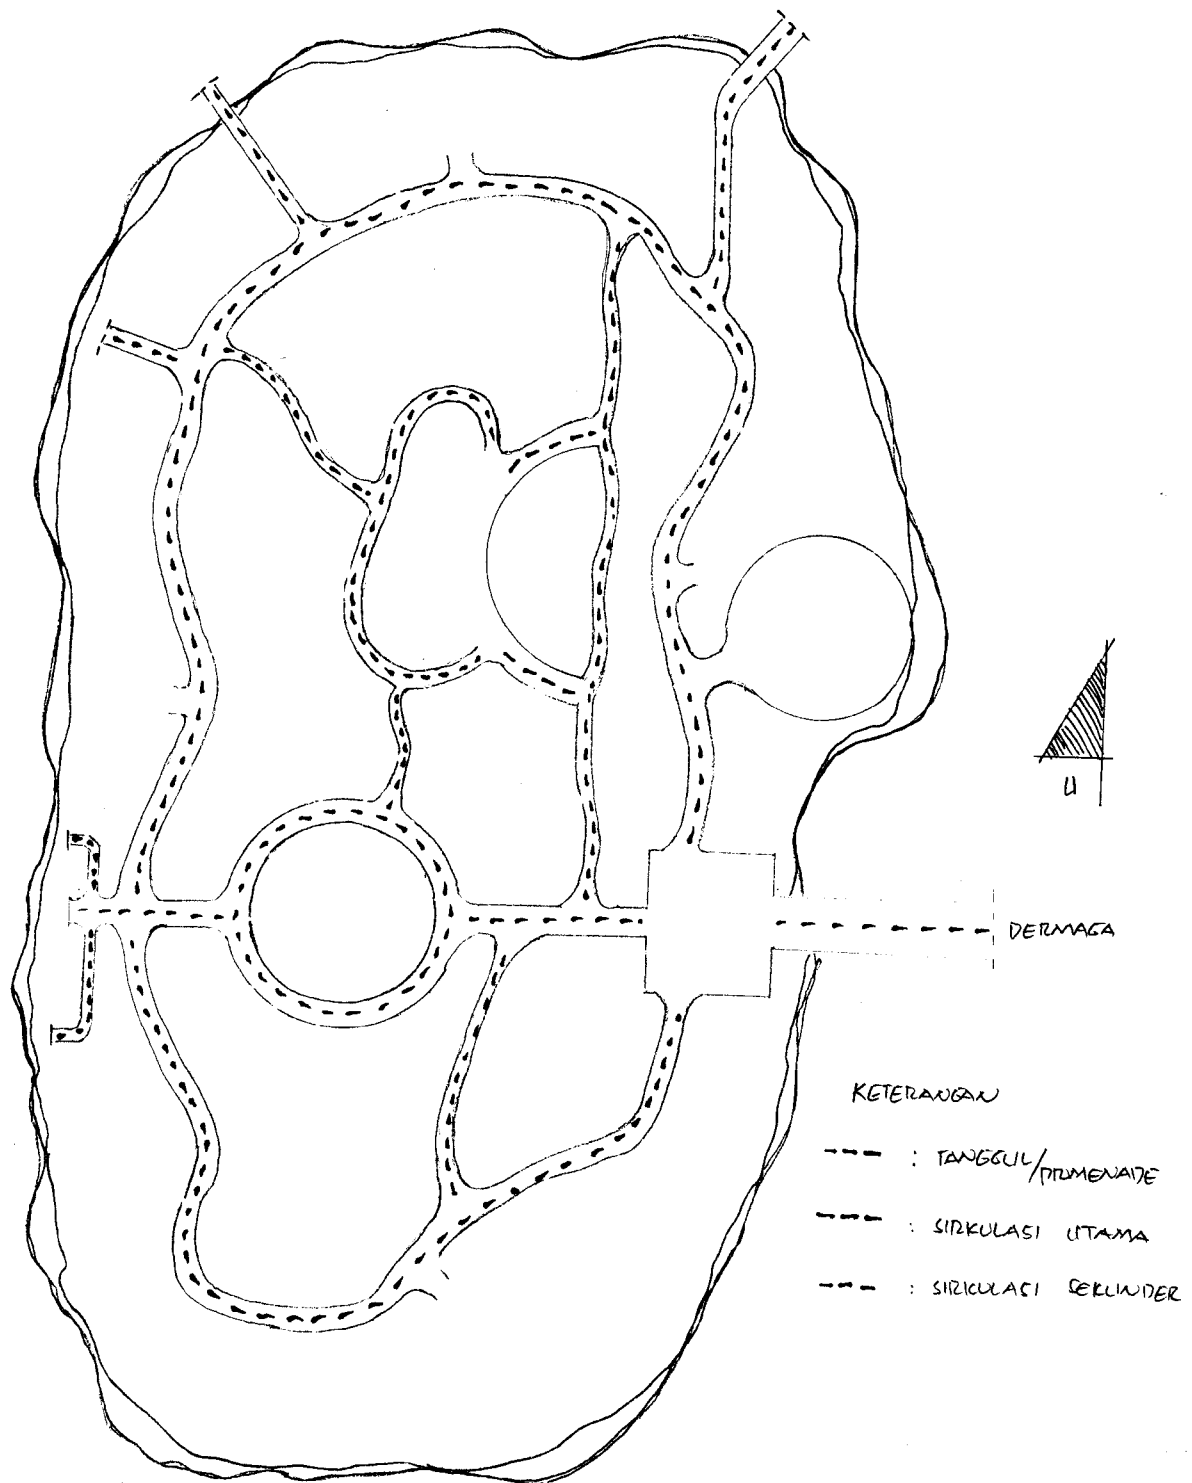 U
DERMAGA
KETERANGAN
: TANGGUL/PROMENADE
: SIRKULASI UTAMA
: SIRKULASI SEKUNDER